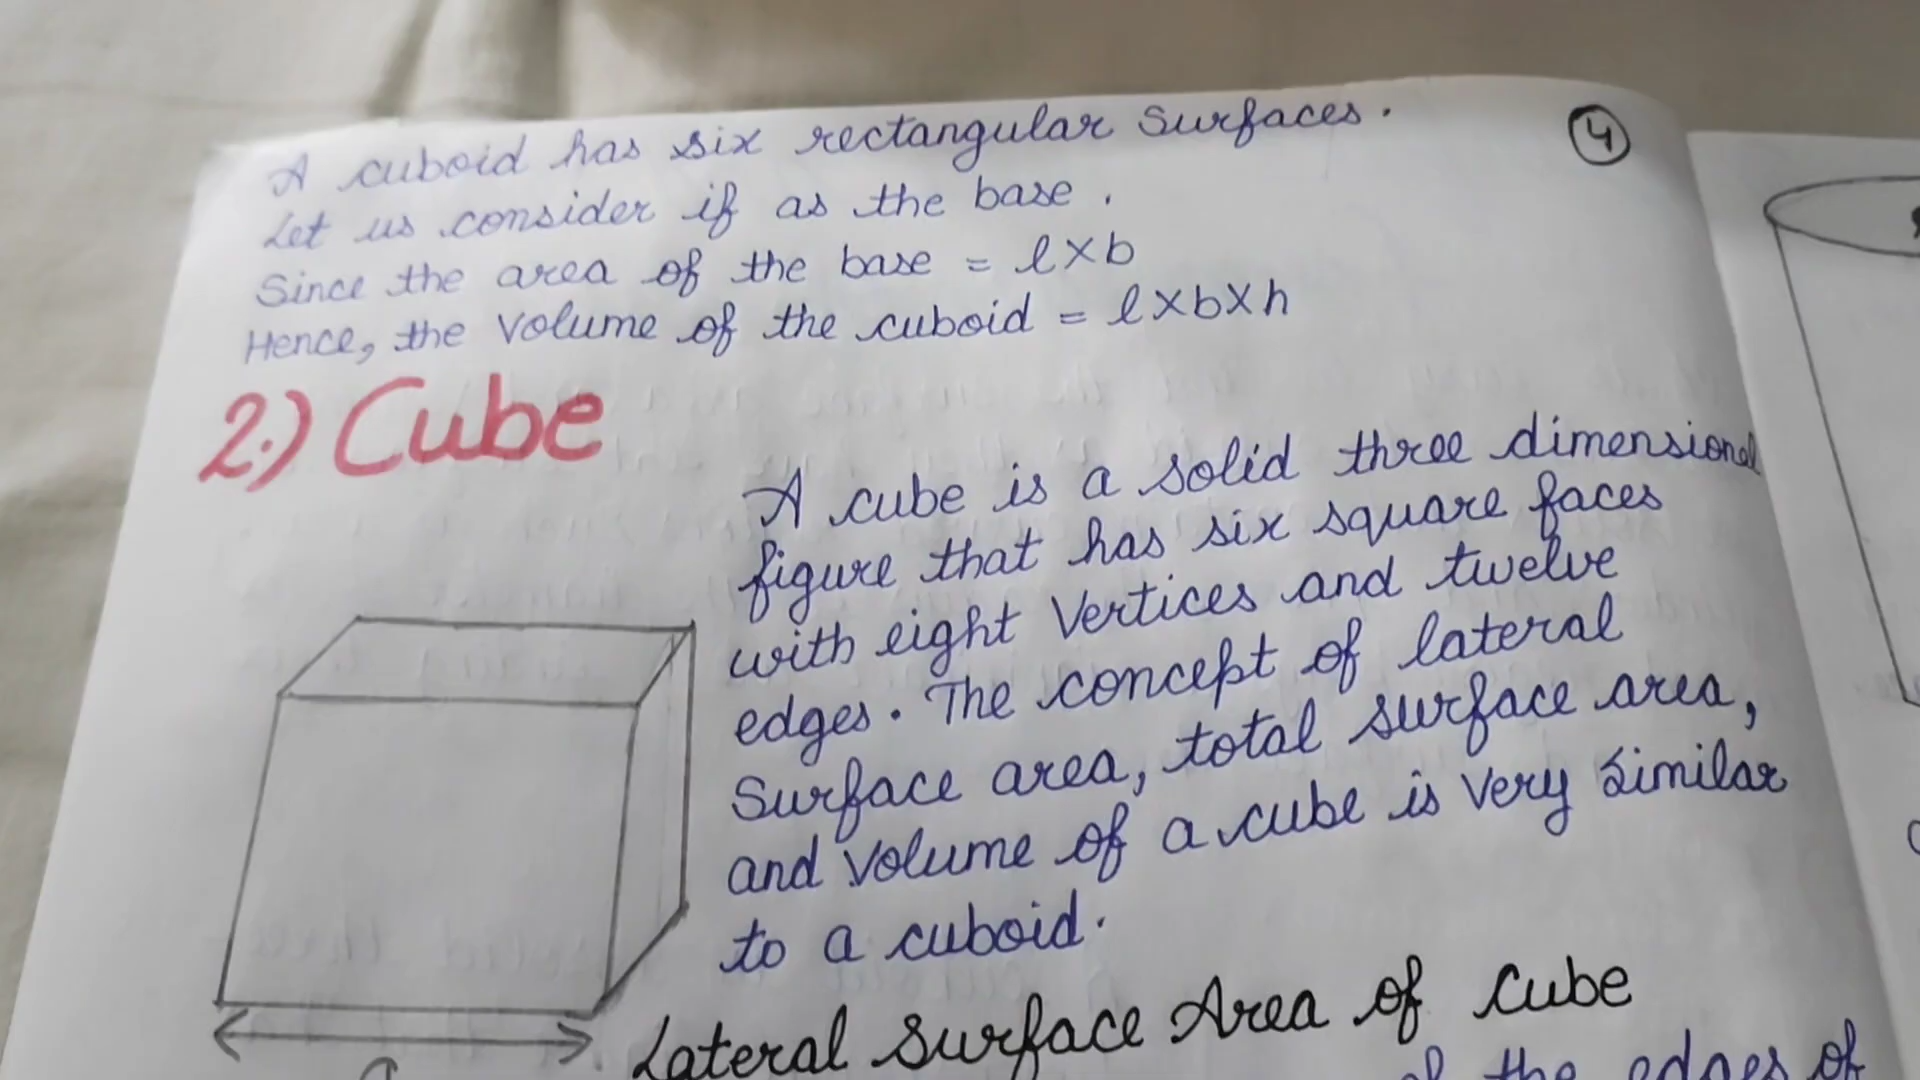 A cuboid has six rectangular surfaces.
4
Let us consider if as the base.
Since the area of the base = l×b
Hence, the volume of the cuboid = l×b×h
2.) Cube
A cube is a solid three dimensional
figure that has six square faces
with eight vertices and twelve
edges. The concept of lateral
surface area, total surface area,
and volume of a cube is very similar
to a cuboid.
Lateral surface Area of cube
the edges of